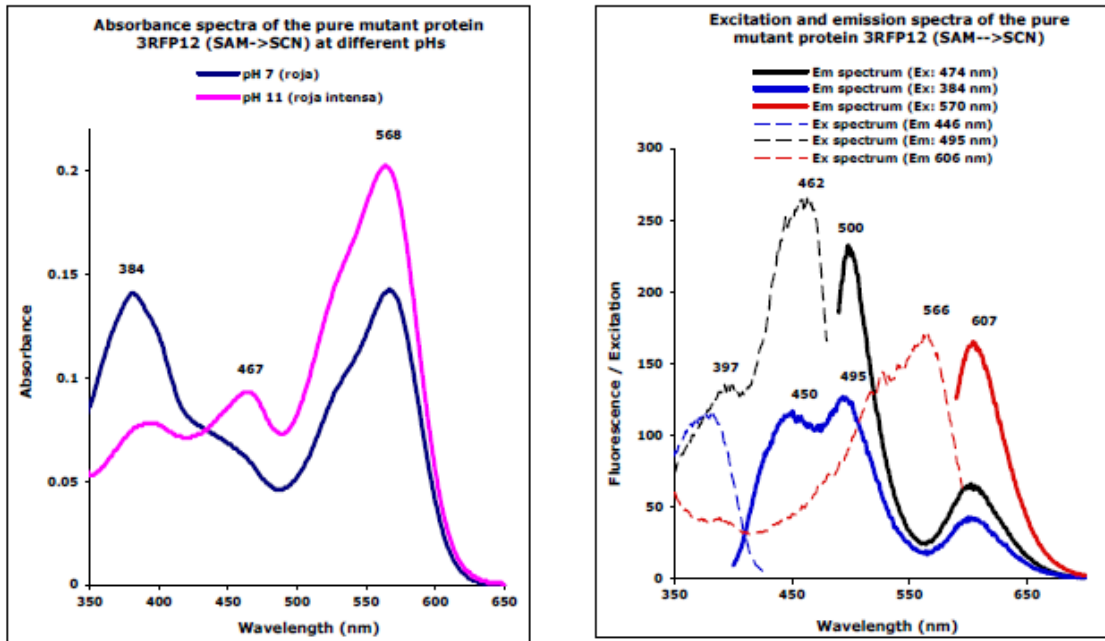 Absorbance spectra of the pure mutant protein
3RFP12 (SAM->SCN) at different pHs
pH 7 (roja)
pH 11 (roja intensa)
568
0.2
384
0.15
467
0.1
0.05
0
350 400 450 500 550 600 650
Absorbance
Wavelength (nm)
Excitation and emission spectra of the pure
mutant protein 3RFP12 (SAM-->SCN)
Em spectrum (Ex: 474 nm)
Em spectrum (Ex: 384 nm)
Em spectrum (Ex: 570 nm)
Ex spectrum (Em 446 nm)
Ex spectrum (Em: 495 nm)
Ex spectrum (Em 606 nm)
300
462
250
500
200
566
607
150
397
450
495
100
50
0
350 450 550 650
Fluorescence / Excitation
Wavelength (nm)